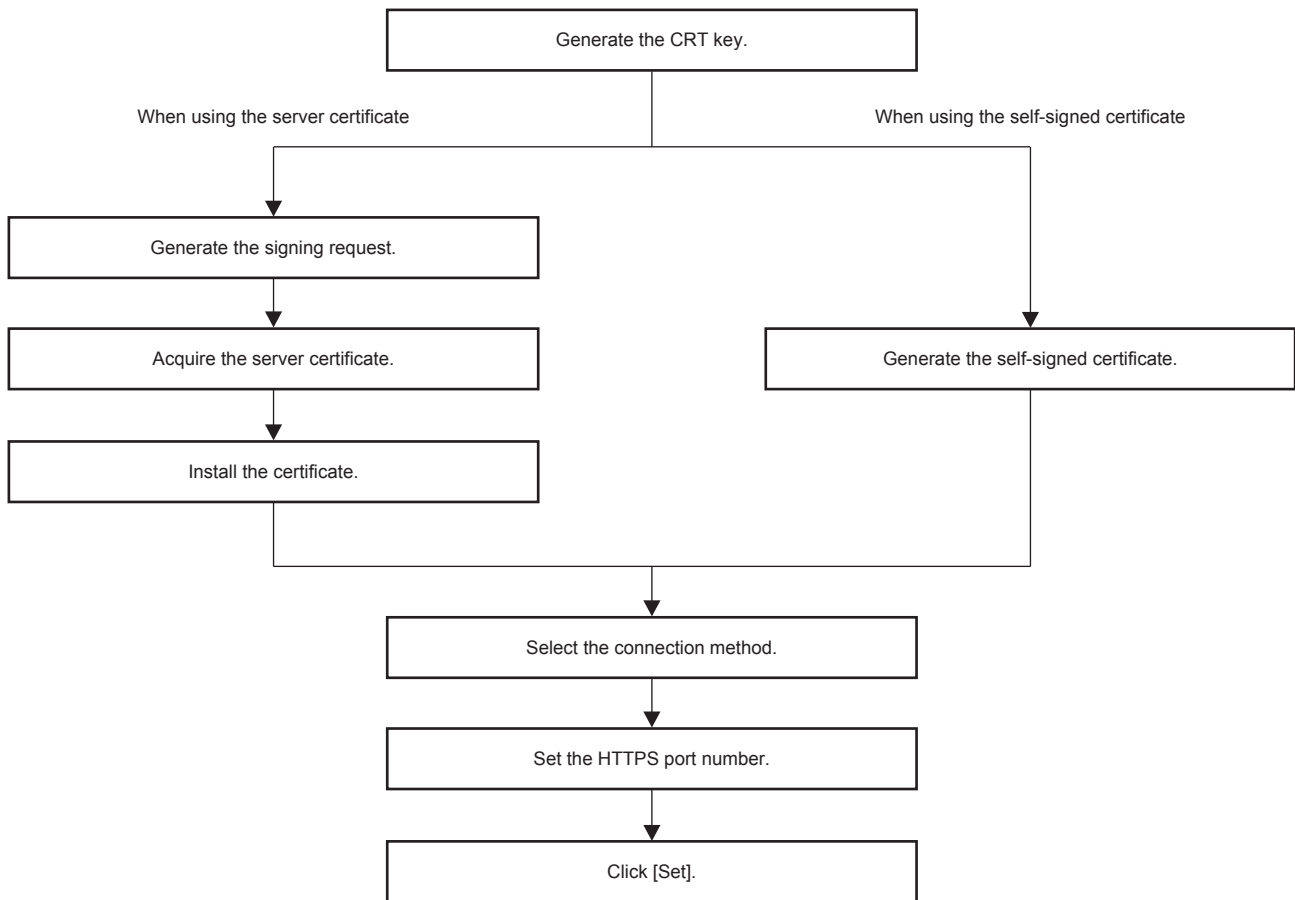 Generate the CRT key.
When using the server certificate
When using the self-signed certificate
Generate the signing request.
Acquire the server certificate.
Generate the self-signed certificate.
Install the certificate.
Select the connection method.
Set the HTTPS port number.
Click [Set].